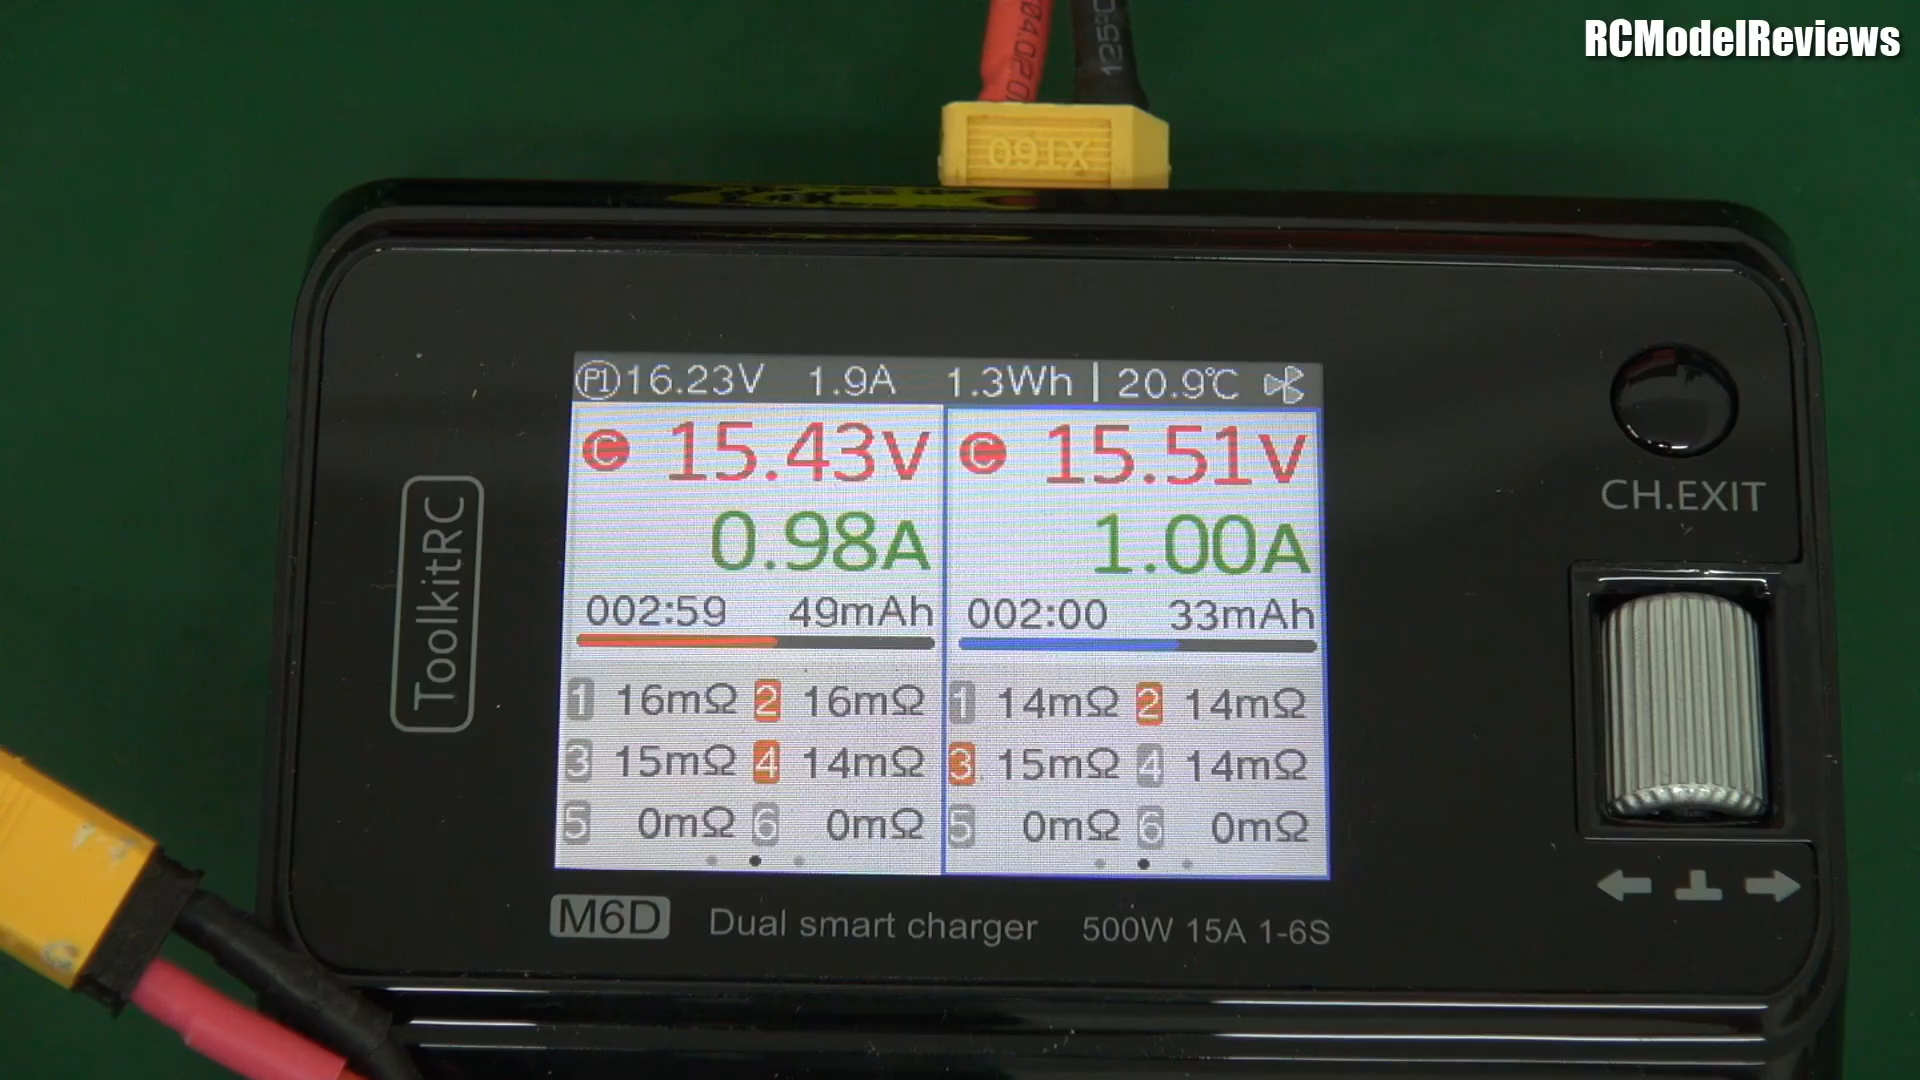 RCModelReviews
04.020
125°C
XT60
P1 16.23V 1.9A 1.3Wh | 20.9℃
C 15.43V C 15.51V
0.98A 1.00A
002:59 49mAh 002:00 33mAh
1 16mΩ 2 16mΩ 1 14mΩ 2 14mΩ
3 15mΩ 4 14mΩ 3 15mΩ 4 14mΩ
5 0mΩ 6 0mΩ 5 0mΩ 6 0mΩ
CH.EXIT
ToolkitRC
M6D Dual smart charger 500W 15A 1-6S